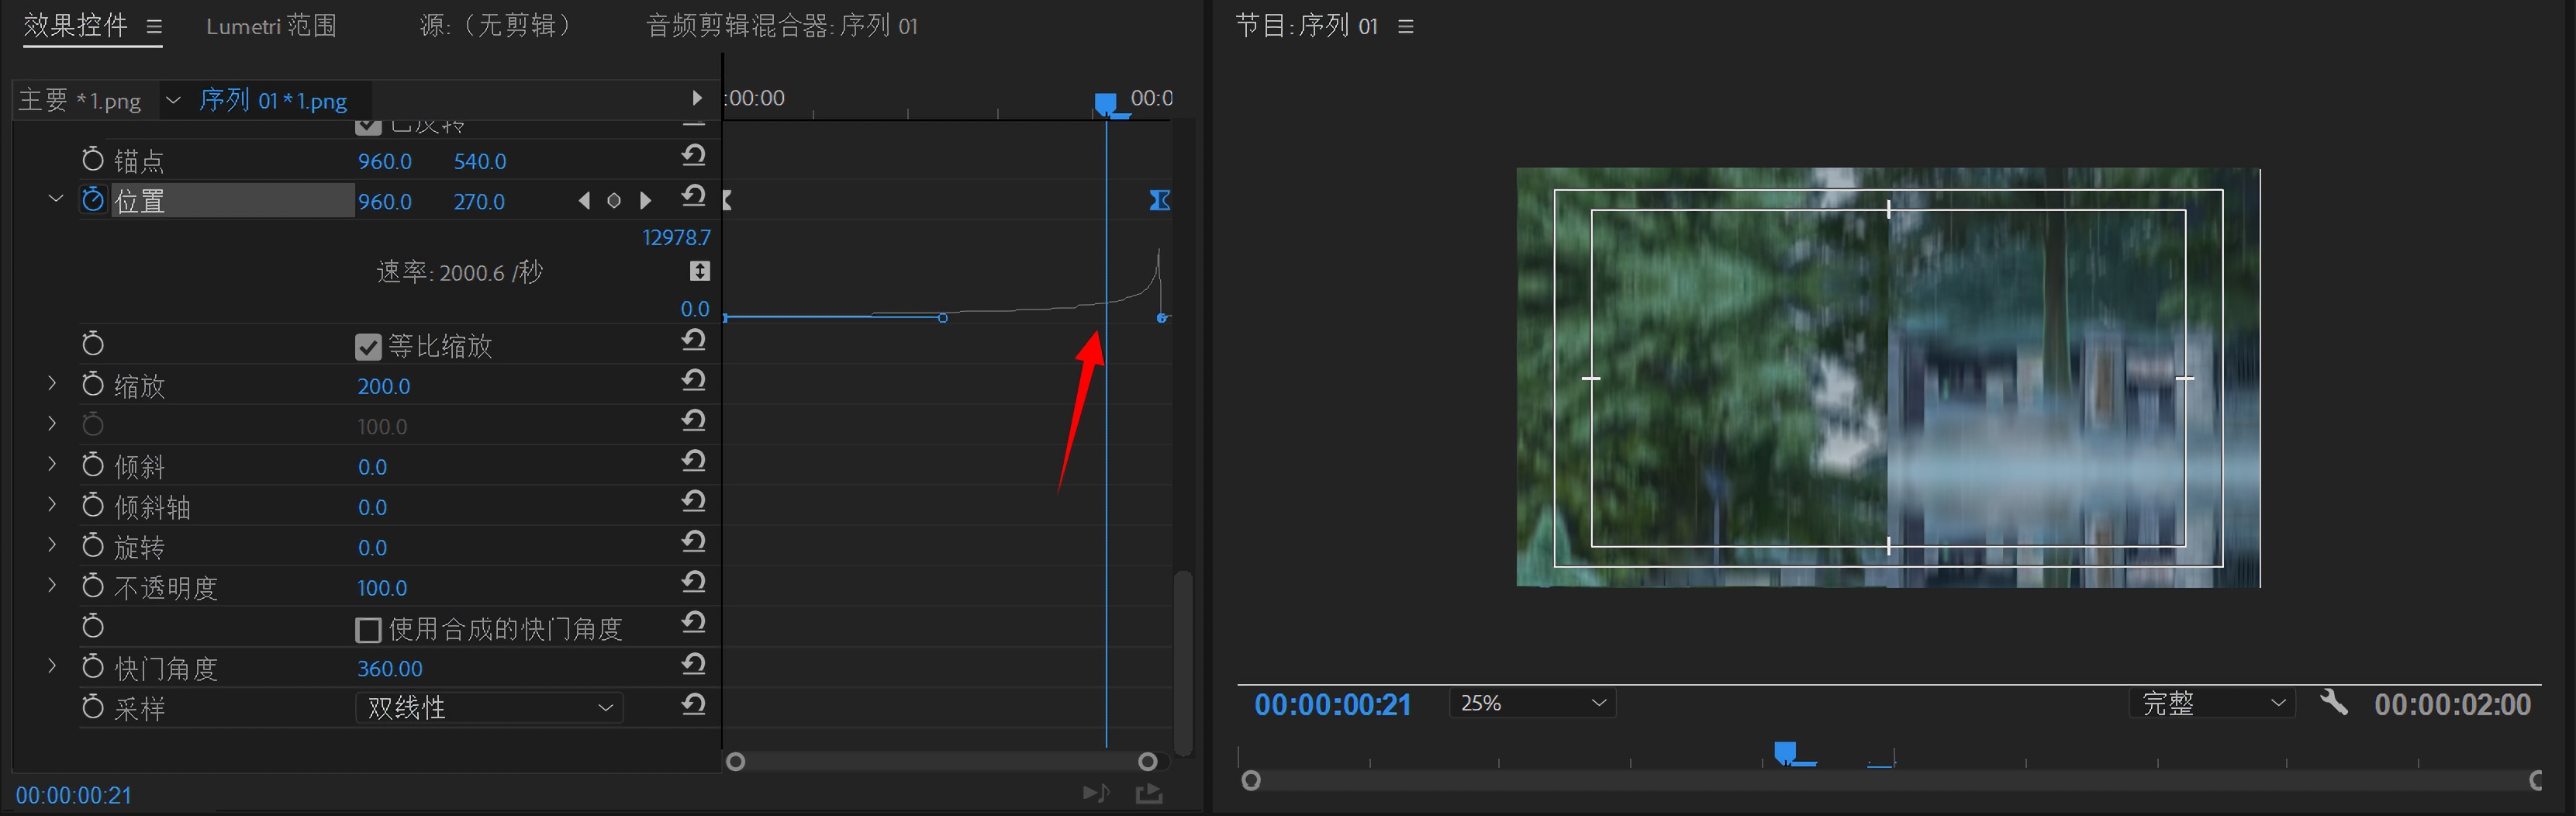 效果控件
Lumetri 范围
源:（无剪辑）
音频剪辑混合器: 序列 01
主要 *1.png
序列 01*1.png
:00:00
00:0
已反转
锚点 960.0 540.0
位置 960.0 270.0
12978.7
速率: 2000.6 /秒
0.0
等比缩放
缩放 200.0
100.0
倾斜 0.0
倾斜轴 0.0
旋转 0.0
不透明度 100.0
使用合成的快门角度
快门角度 360.00
采样 双线性
00:00:00:21
节目: 序列 01
00:00:00:21
25%
完整
00:00:02:00